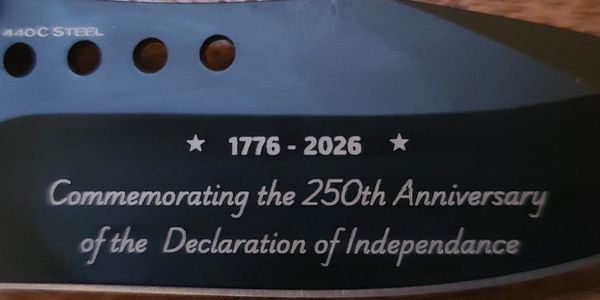 440C STEEL
★ 1776 - 2026 ★
Commemorating the 250th Anniversary
of the Declaration of Independance